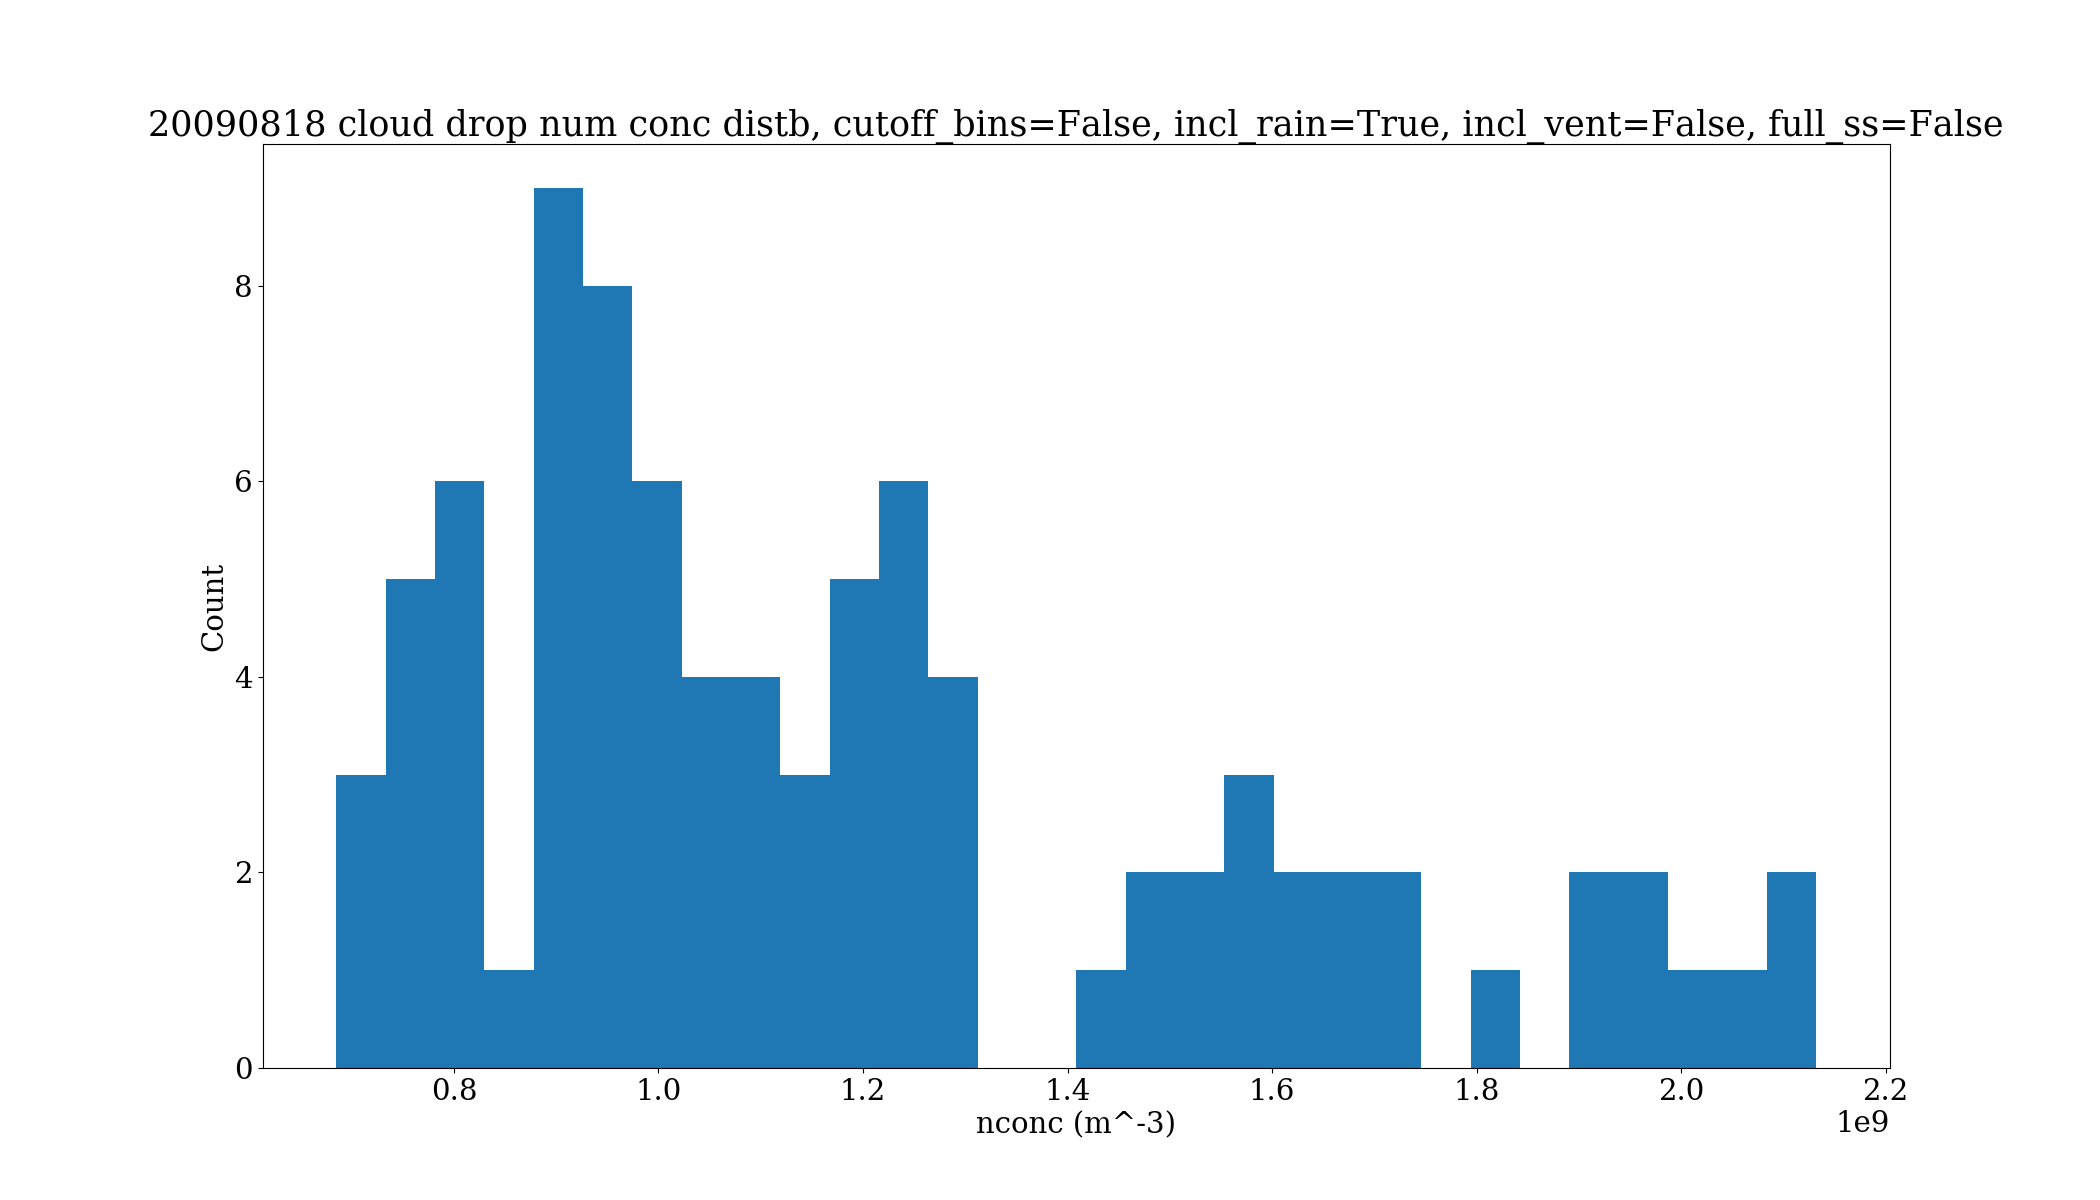 20090818 cloud drop num conc distb, cutoff_bins=False, incl_rain=True, incl_vent=False, full_ss=False
8
6
4
2
0
Count
0.8 1.0 1.2 1.4 1.6 1.8 2.0 2.2
nconc (m^-3)
1e9